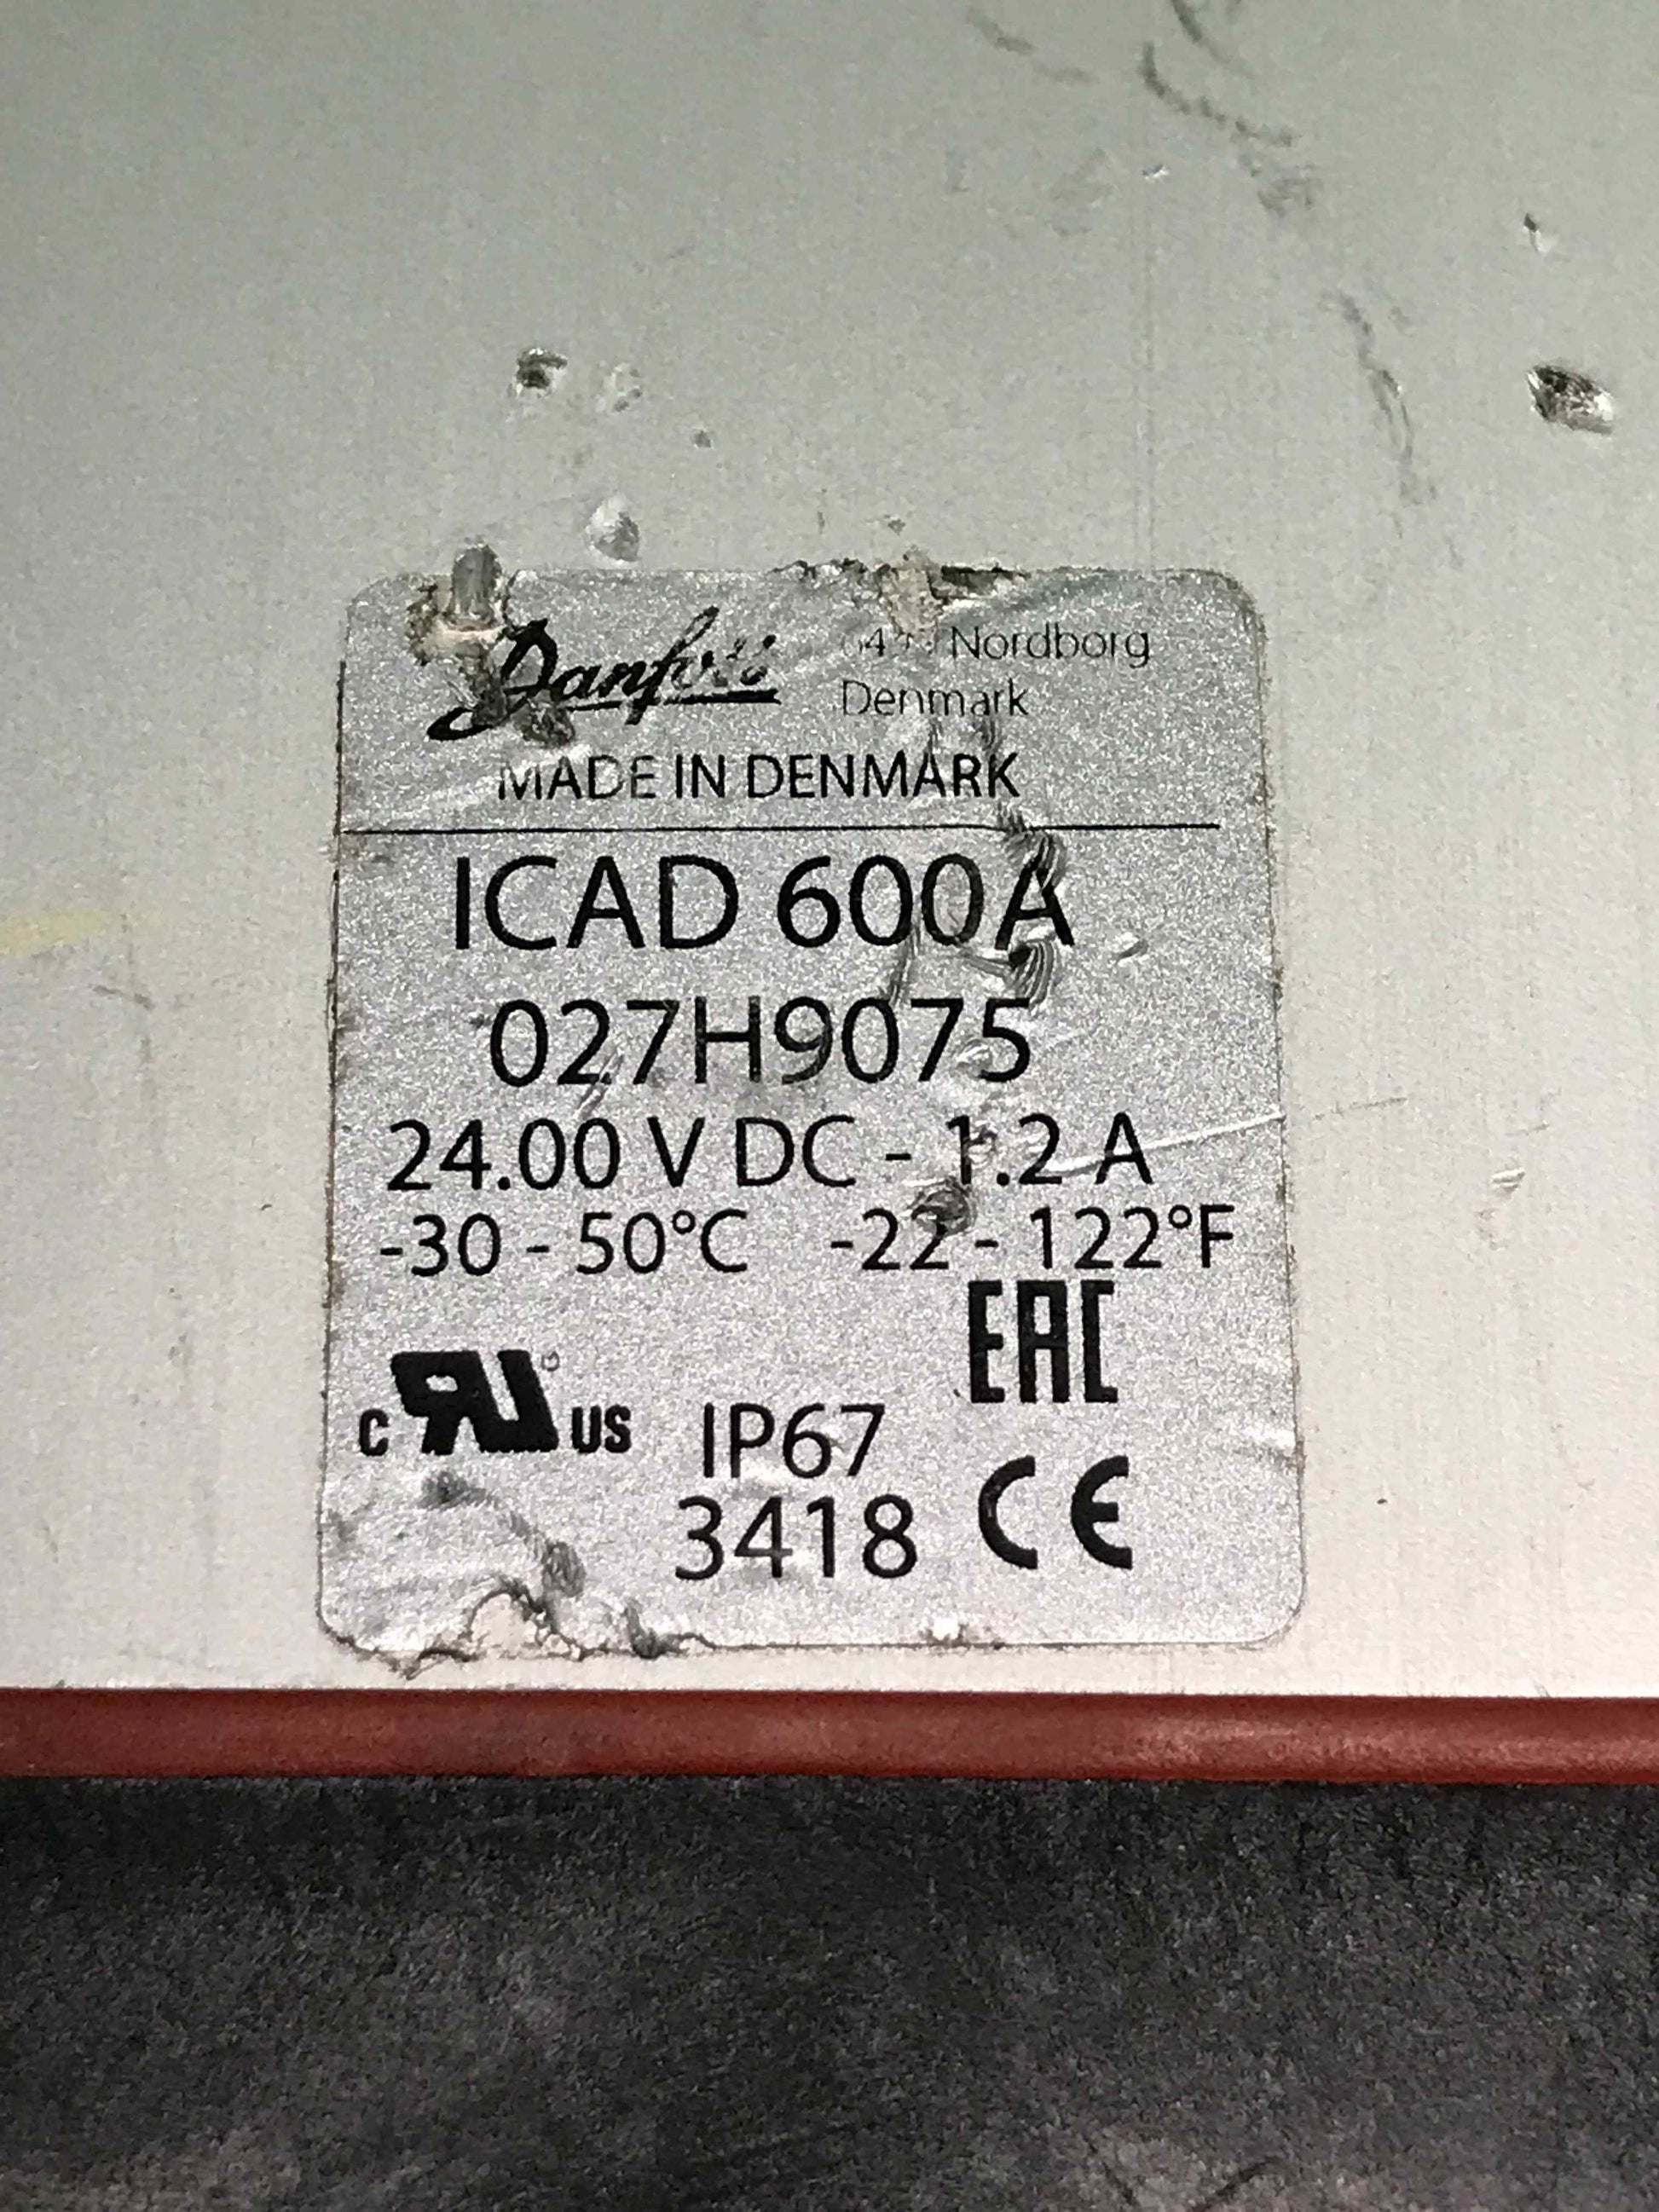 Danfoss
Nordborg
Denmark
MADE IN DENMARK
ICAD 600A
027H9075
24.00 V DC - 1.2 A
-30 - 50°C -22 - 122°F
EAC
c RU US
IP67
3418 CE